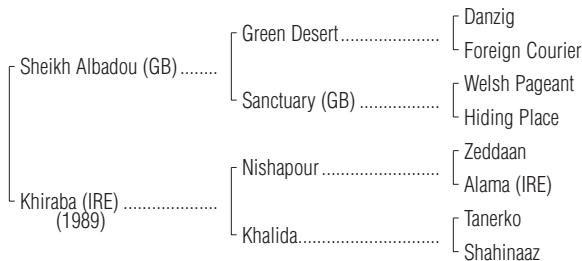 Danzig
Green Desert........................
Foreign Courier
Sheikh Albadou (GB)........
Welsh Pageant
Sanctuary (GB) ...................
Hiding Place
Zeddaan
Nishapour ............................
Alama (IRE)
Khiraba (IRE) ...................
(1989)
Tanerko
Khalida.................................
Shahinaaz